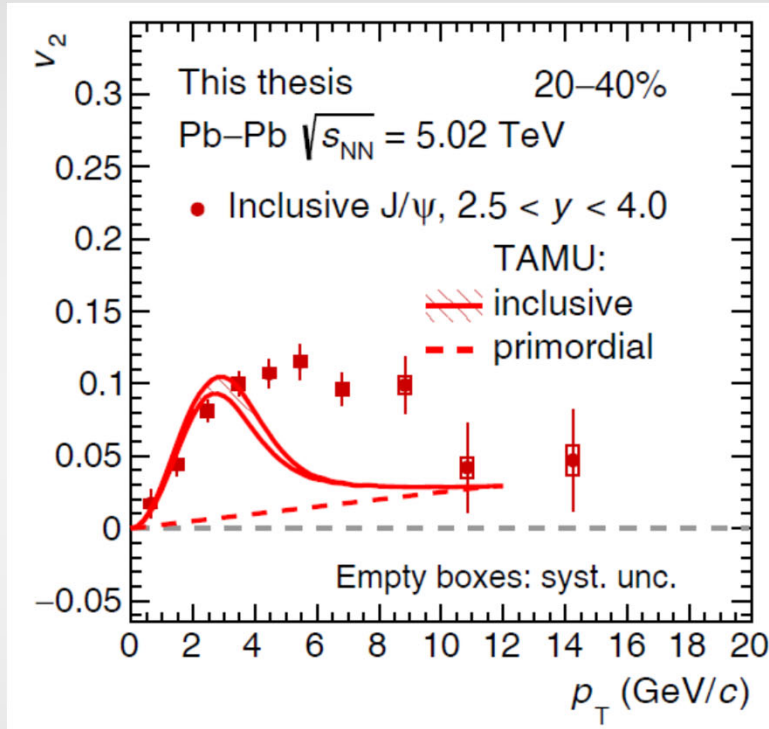 v₂
This thesis 20–40%
Pb–Pb √sNN = 5.02 TeV
Inclusive J/ψ, 2.5 < y < 4.0
TAMU:
inclusive
primordial
0.3
0.25
0.2
0.15
0.1
0.05
0
−0.05
Empty boxes: syst. unc.
0 2 4 6 8 10 12 14 16 18 20
pT (GeV/c)